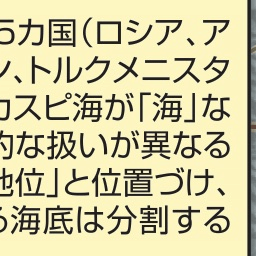 5カ国（ロシア、ア
ン、トルクメニスタ
カスピ海が「海」な
的な扱いが異なる
地位」と位置づけ、
る海底は分割する